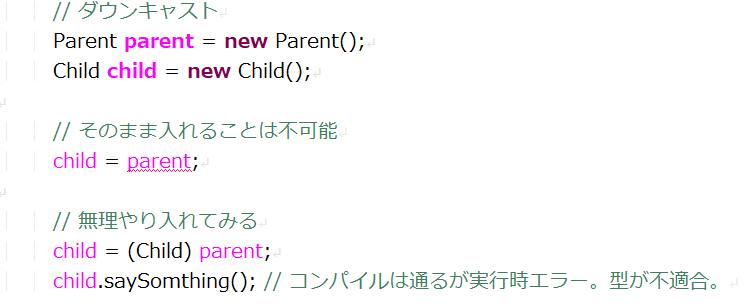 // ダウンキャスト
Parent parent = new Parent();
Child child = new Child();
// そのまま入れることは不可能
child = parent;
// 無理やり入れてみる
child = (Child) parent;
child.saySomthing(); // コンパイルは通るが実行時エラー。型が不適合。